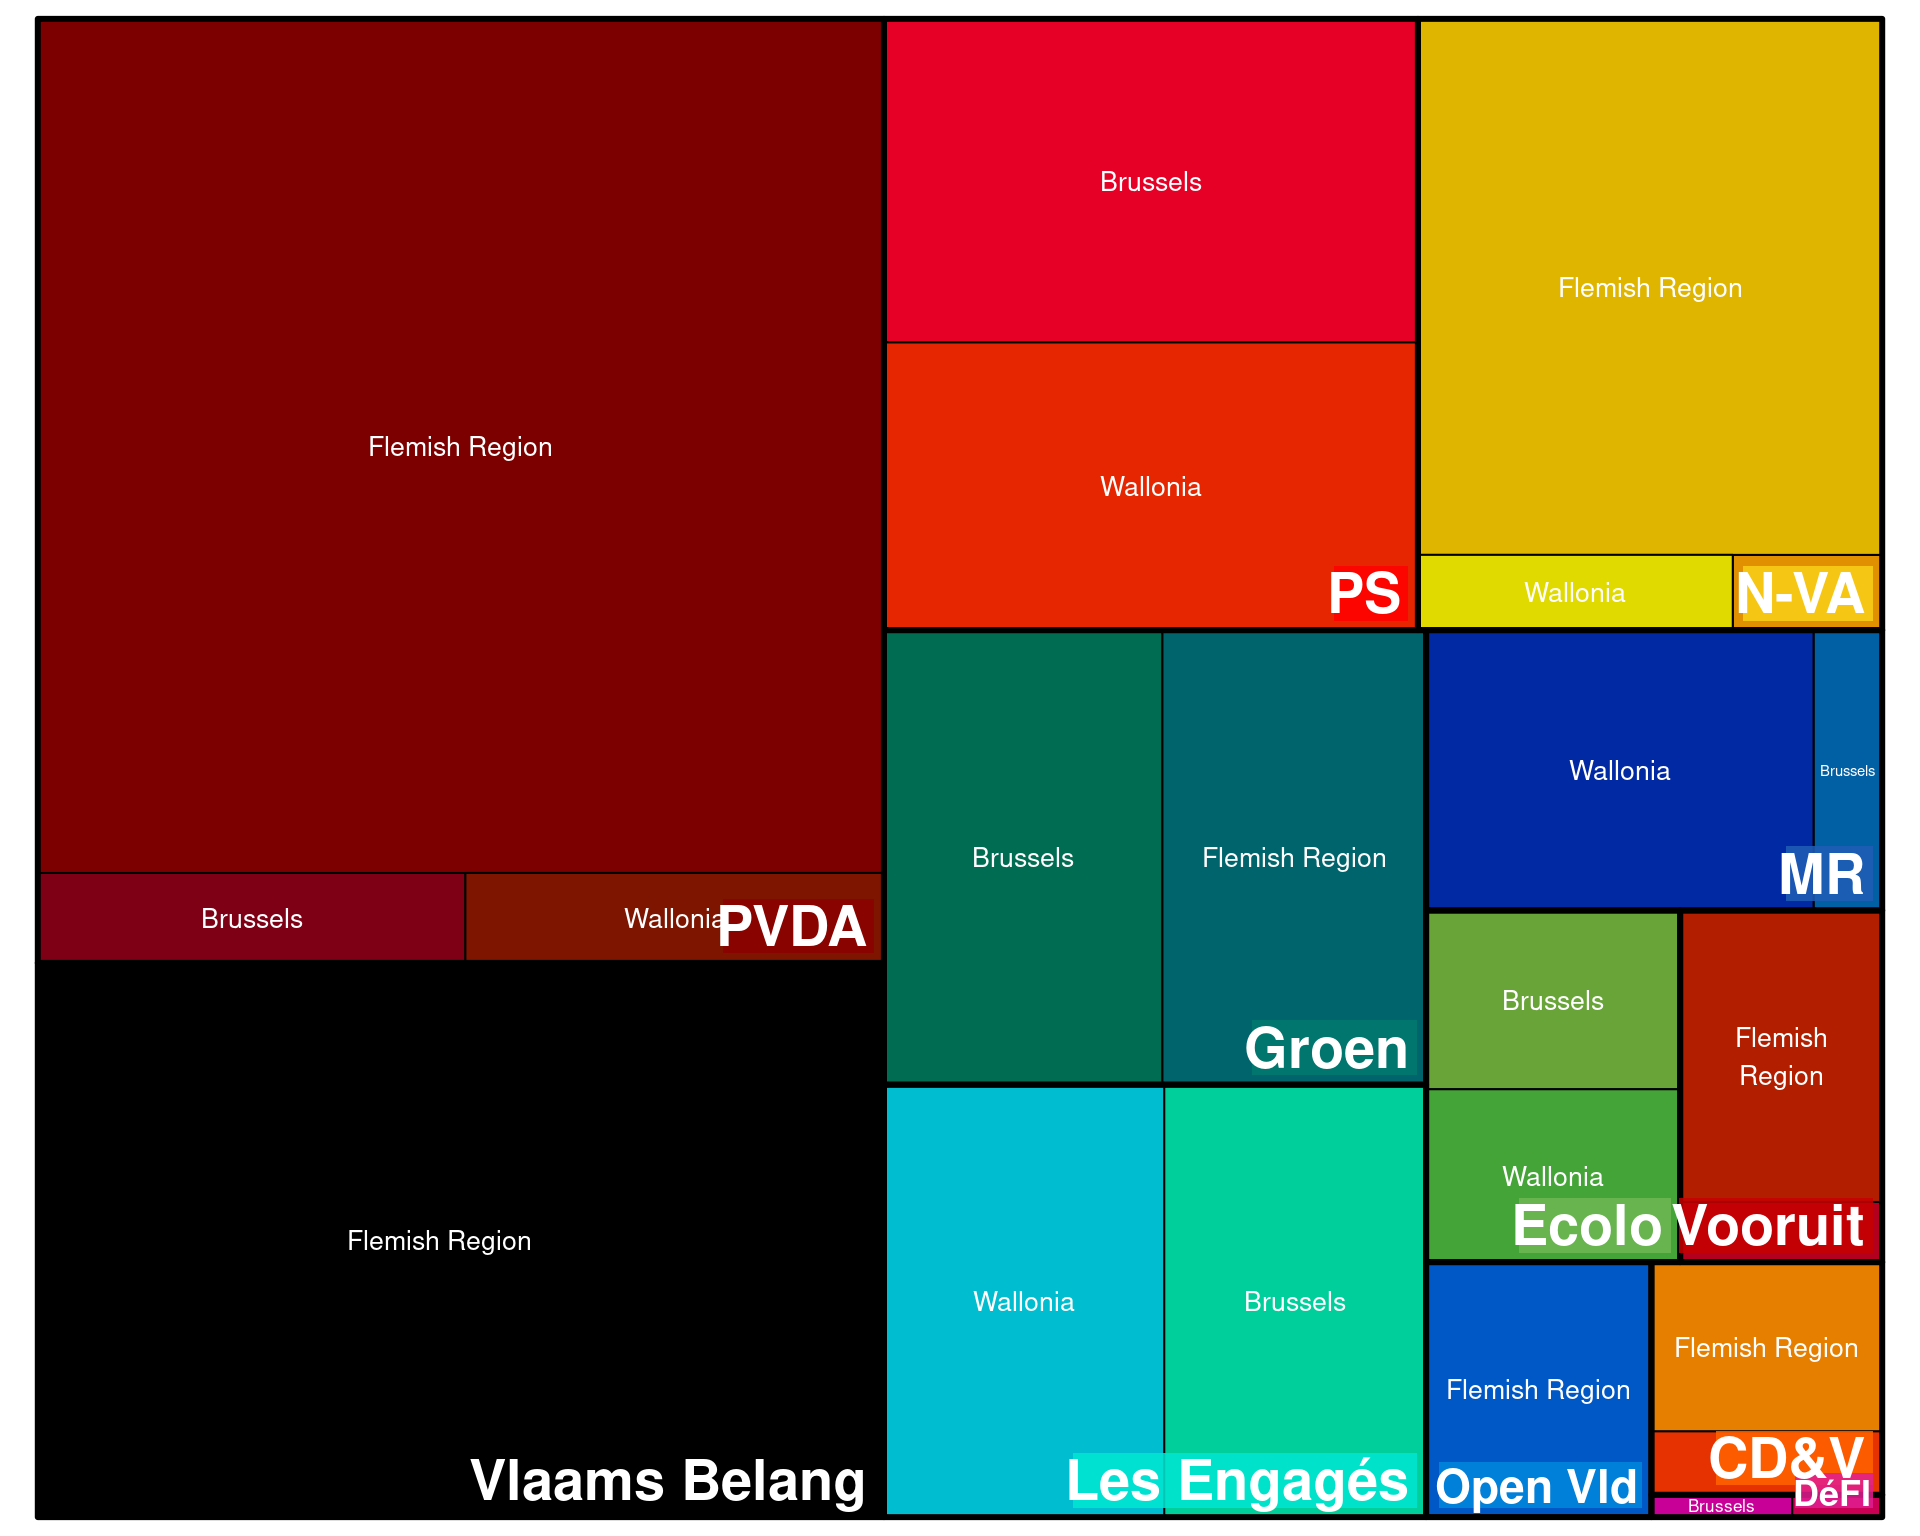 Flemish Region
Brussels
Wallonia
PVDA
Flemish Region
Vlaams Belang
Brussels
Wallonia
PS
Flemish Region
Wallonia
N-VA
Brussels
Flemish Region
Groen
Wallonia
Brussels
MR
Wallonia
Brussels
Les Engagés
Brussels
Wallonia
Ecolo
Flemish
Region
Vooruit
Flemish Region
Open Vld
Flemish Region
CD&V
Brussels
DéFI